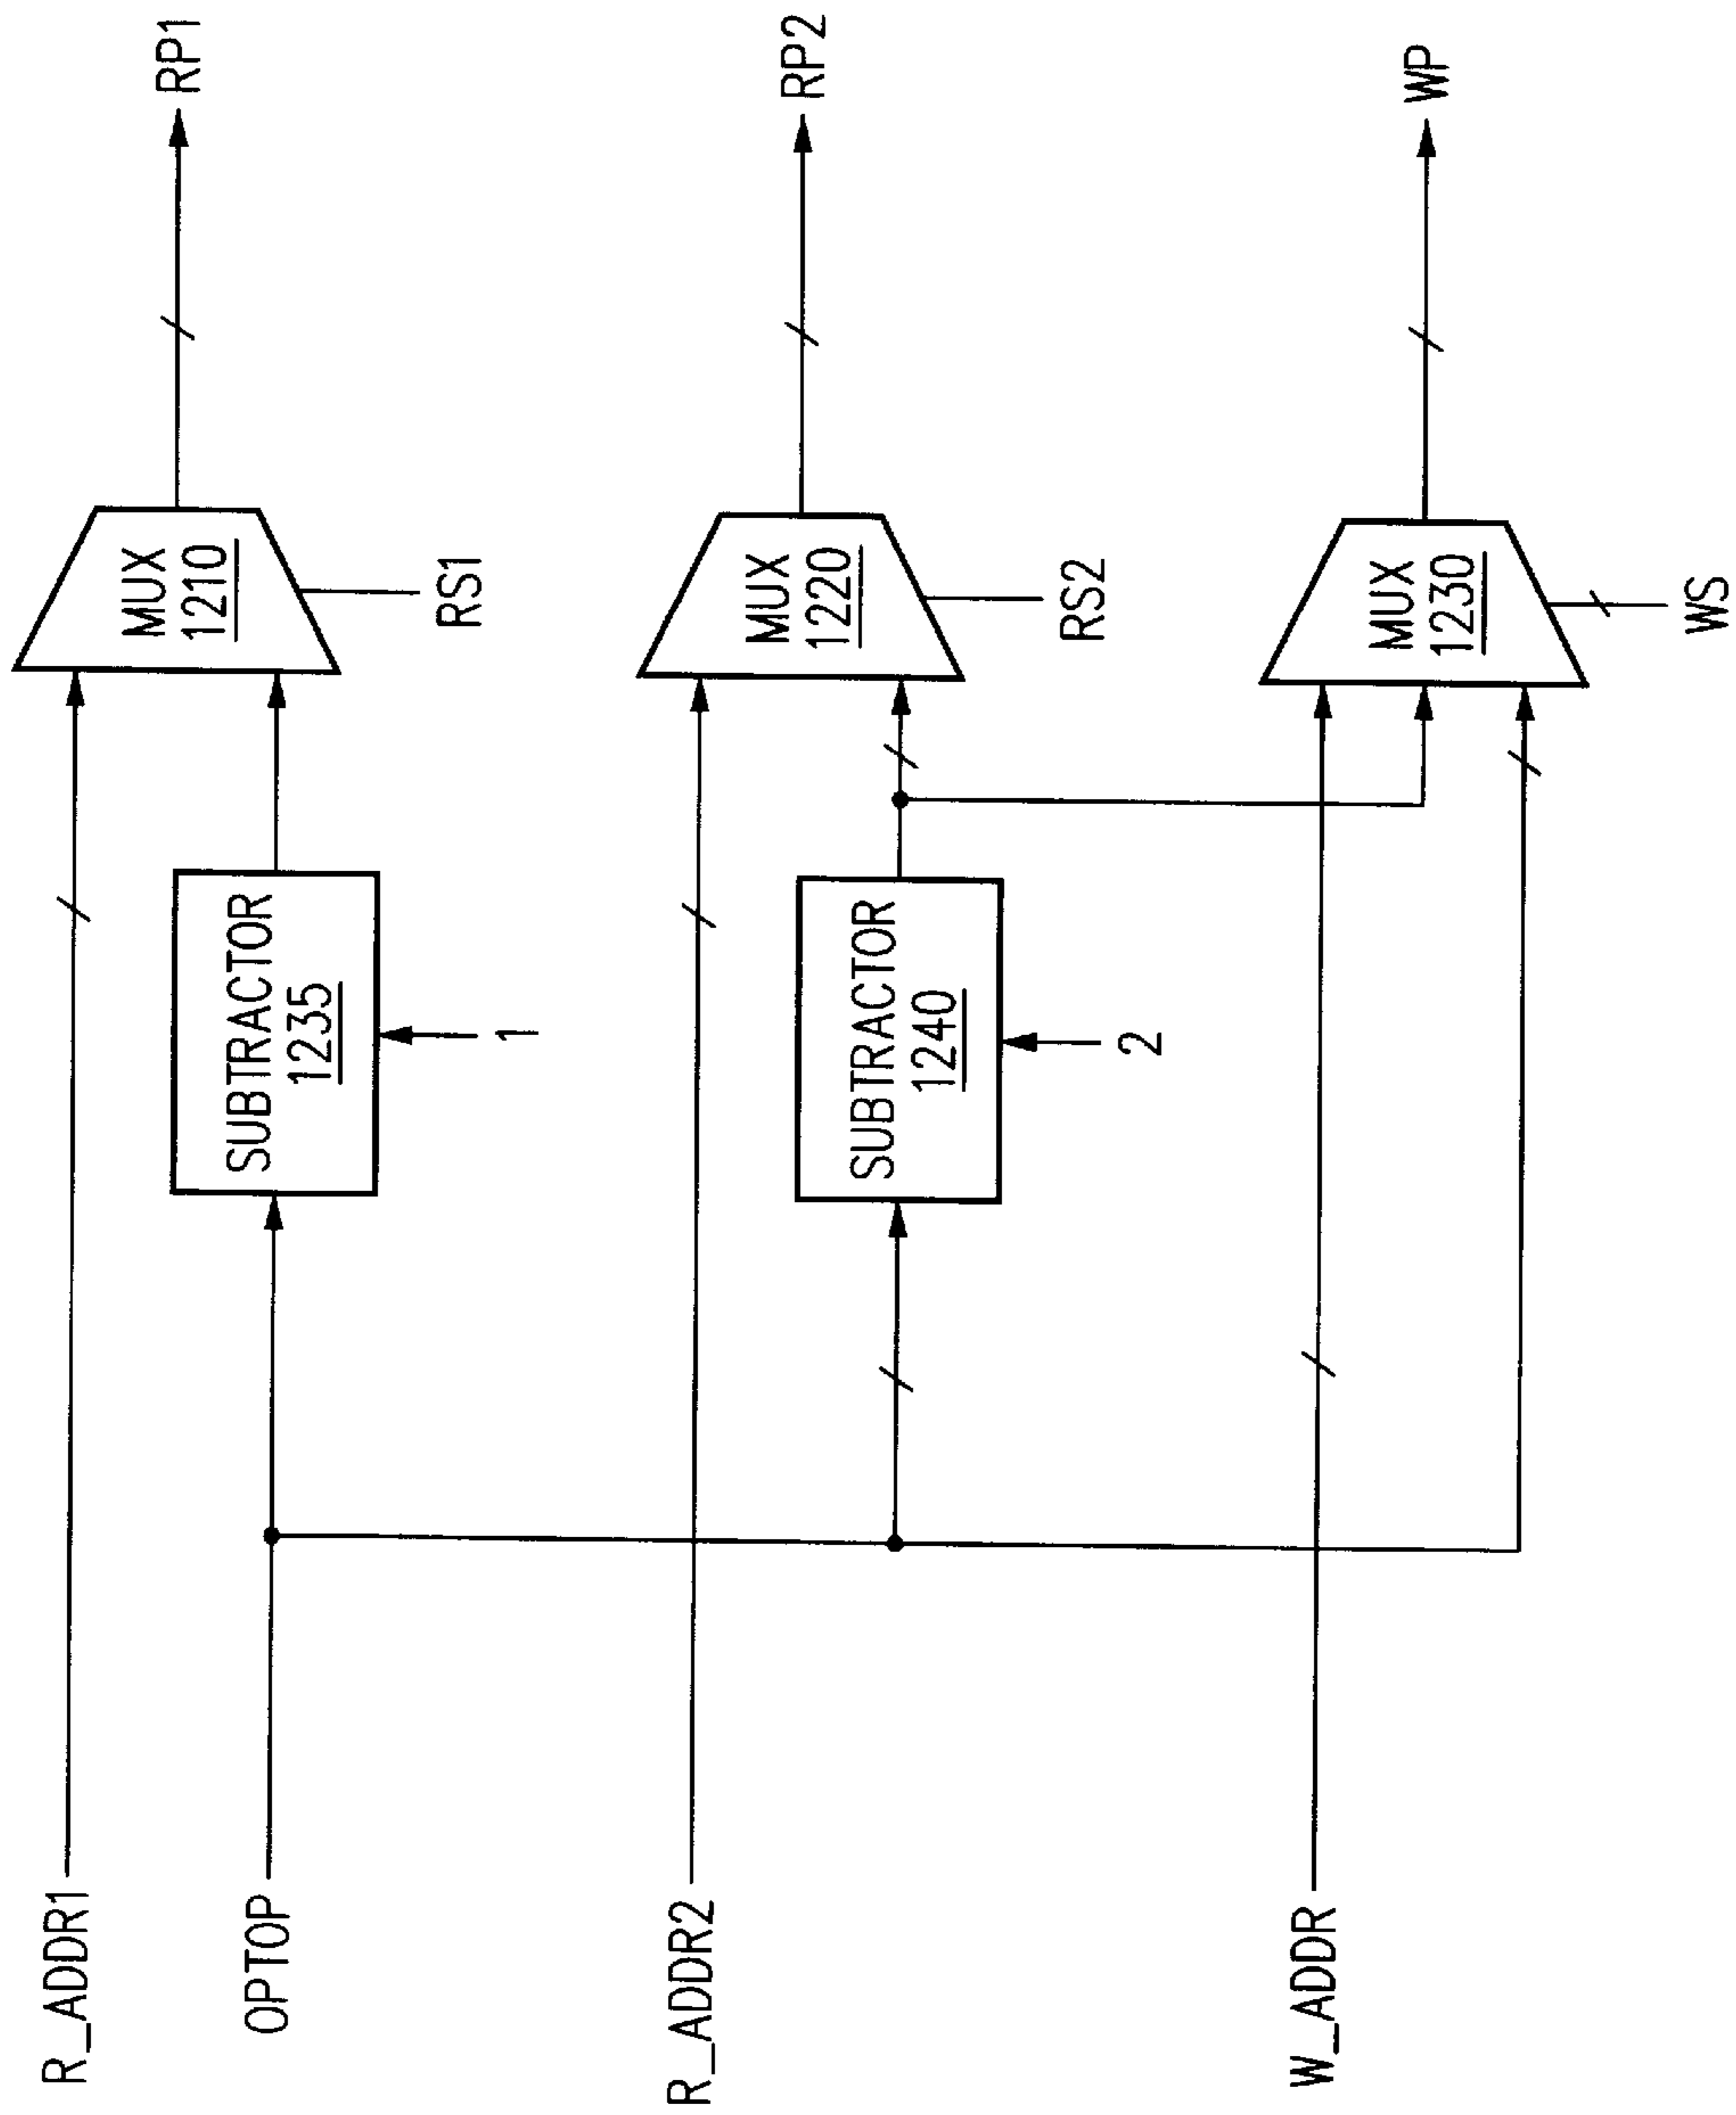 R_ADDR1
OPTOP
SUBTRACTOR
1235
1
MUX
1210
RS1
RP1
R_ADDR2
SUBTRACTOR
1240
2
MUX
1220
RS2
RP2
W_ADDR
MUX
1230
WS
WP